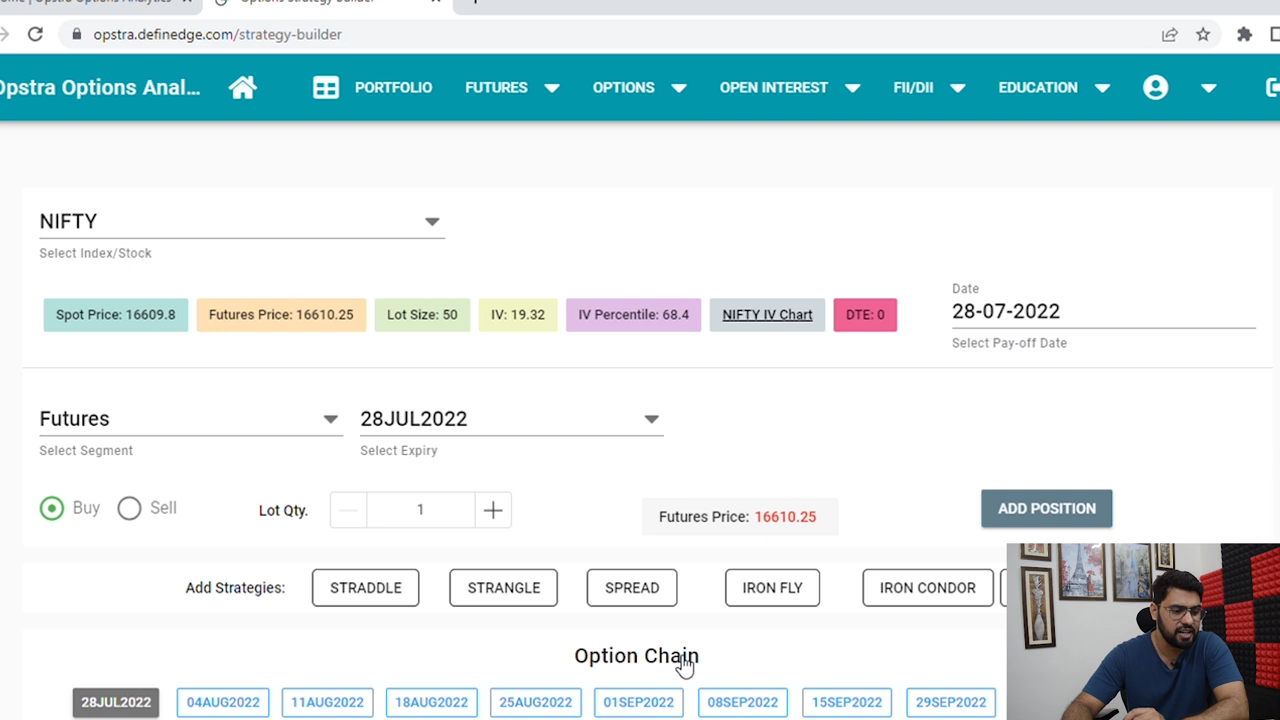 Options Strategy Builder
opstra.definedge.com/strategy-builder
Opstra Options Anal... PORTFOLIO FUTURES OPTIONS OPEN INTEREST FII/DII EDUCATION
NIFTY
Select Index/Stock
Spot Price: 16609.8 Futures Price: 16610.25 Lot Size: 50 IV: 19.32 IV Percentile: 68.4 NIFTY IV Chart DTE: 0
Date
28-07-2022
Select Pay-off Date
Futures 28JUL2022
Select Segment Select Expiry
Buy Sell Lot Qty. 1 Futures Price: 16610.25 ADD POSITION
Add Strategies: STRADDLE STRANGLE SPREAD IRON FLY IRON CONDOR
Option Chain
28JUL2022 04AUG2022 11AUG2022 18AUG2022 25AUG2022 01SEP2022 08SEP2022 15SEP2022 29SEP2022